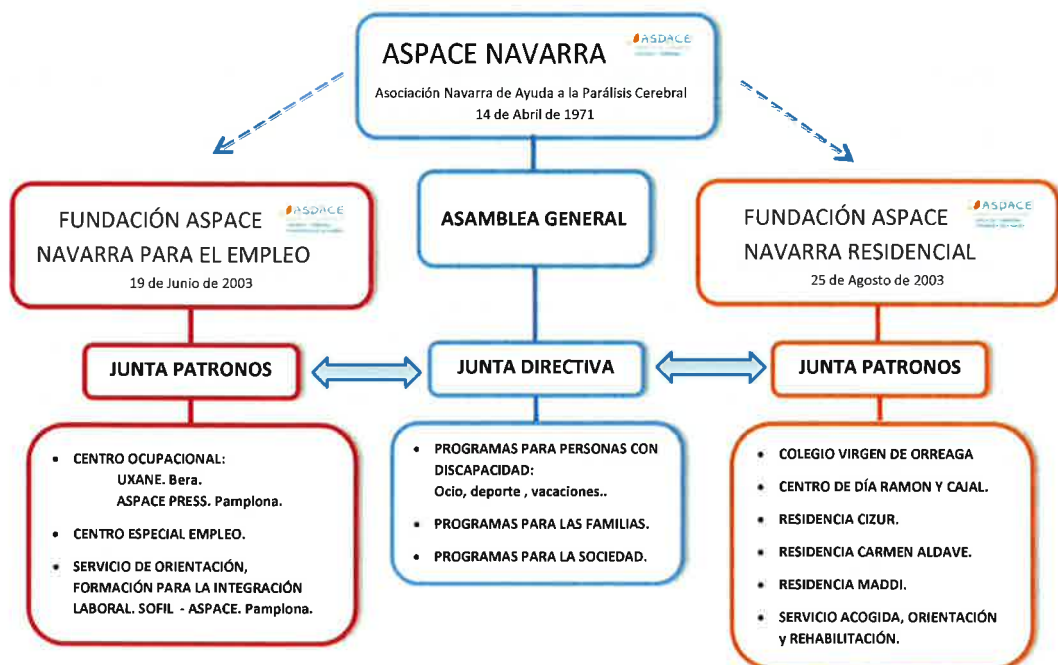 ASPACE NAVARRA
ASPACE
Asociación Navarra de Ayuda a la Parálisis Cerebral
14 de Abril de 1971
FUNDACIÓN ASPACE
NAVARRA PARA EL EMPLEO
ASPACE
19 de Junio de 2003
ASAMBLEA GENERAL
FUNDACIÓN ASPACE
NAVARRA RESIDENCIAL
ASPACE
25 de Agosto de 2003
JUNTA PATRONOS
JUNTA DIRECTIVA
JUNTA PATRONOS
• CENTRO OCUPACIONAL:
UXANE. Bera.
ASPACE PRESS. Pamplona.
• CENTRO ESPECIAL EMPLEO.
• SERVICIO DE ORIENTACIÓN,
FORMACIÓN PARA LA INTEGRACIÓN
LABORAL. SOFIL - ASPACE. Pamplona.
• PROGRAMAS PARA PERSONAS CON
DISCAPACIDAD:
Ocio, deporte , vacaciones..
• PROGRAMAS PARA LAS FAMILIAS.
• PROGRAMAS PARA LA SOCIEDAD.
• COLEGIO VIRGEN DE ORREAGA
• CENTRO DE DÍA RAMON Y CAJAL.
• RESIDENCIA CIZUR.
• RESIDENCIA CARMEN ALDAVE.
• RESIDENCIA MADDI.
• SERVICIO ACOGIDA, ORIENTACIÓN
y REHABILITACIÓN.